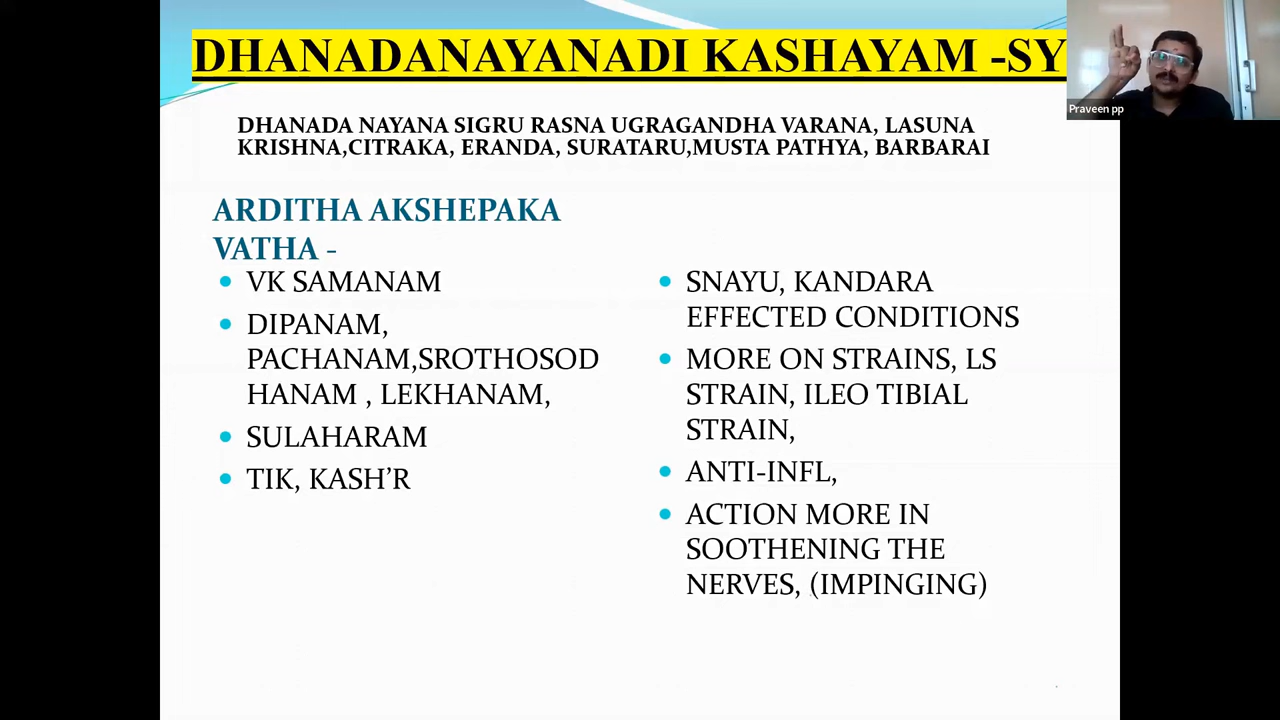 DHANADANAYANADI KASHAYAM -SY
Praveen pp
DHANADA NAYANA SIGRU RASNA UGRAGANDHA VARANA, LASUNA
KRISHNA,CITRAKA, ERANDA, SURATARU,MUSTA PATHYA, BARBARAI
ARDITHA AKSHEPAKA
VATHA -
VK SAMANAM
DIPANAM,
PACHANAM,SROTHOSOD
HANAM , LEKHANAM,
SULAHARAM
TIK, KASH’R
SNAYU, KANDARA
EFFECTED CONDITIONS
MORE ON STRAINS, LS
STRAIN, ILEO TIBIAL
STRAIN,
ANTI-INFL,
ACTION MORE IN
SOOTHENING THE
NERVES, (IMPINGING)